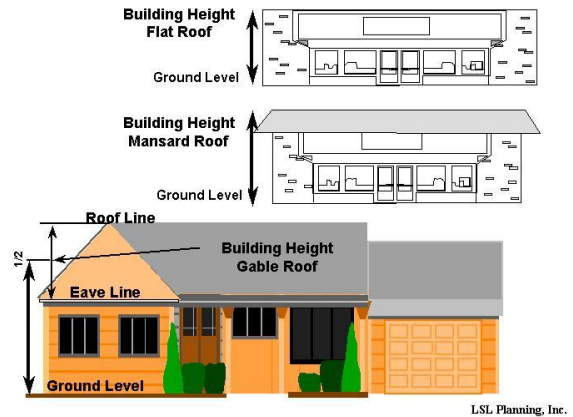 Building Height
Flat Roof
Ground Level
Building Height
Mansard Roof
Ground Level
Roof Line
1/2
Building Height
Gable Roof
Eave Line
Ground Level
LSL Planning, Inc.